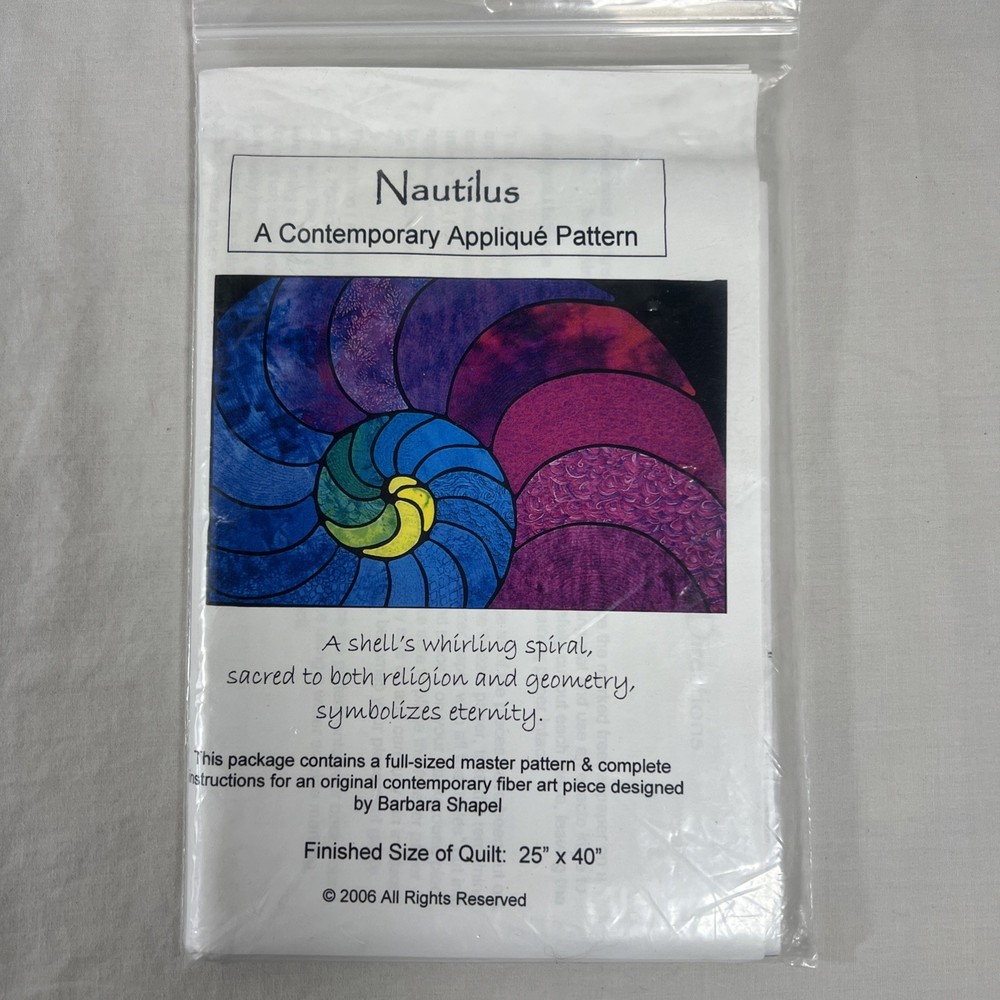 Nautilus
A Contemporary Appliqué Pattern
A shell's whirling spiral,
sacred to both religion and geometry,
symbolizes eternity.
This package contains a full-sized master pattern & complete
instructions for an original contemporary fiber art piece designed
by Barbara Shapel
Finished Size of Quilt: 25" x 40"
© 2006 All Rights Reserved